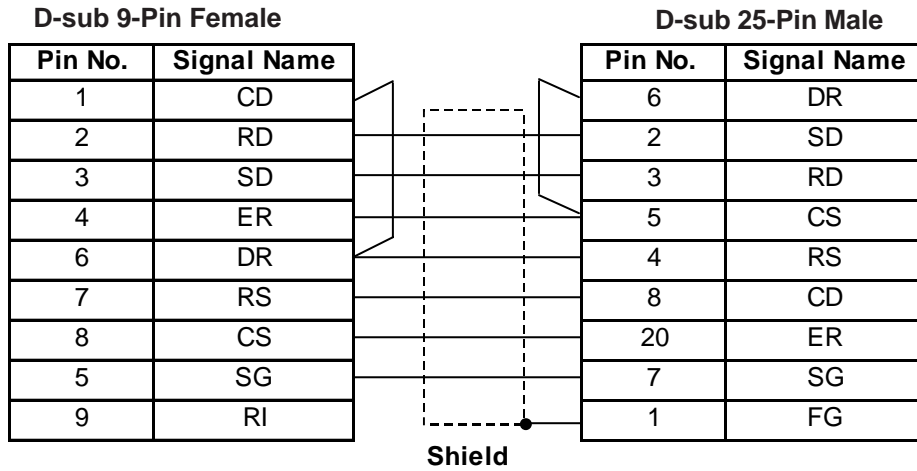 D-sub 9-Pin Female D-sub 25-Pin Male
Pin No. Signal Name Pin No. Signal Name
1 CD 6 DR
2 RD 2 SD
3 SD 3 RD
4 ER 5 CS
6 DR 4 RS
7 RS 8 CD
8 CS 20 ER
5 SG 7 SG
9 RI 1 FG
Shield